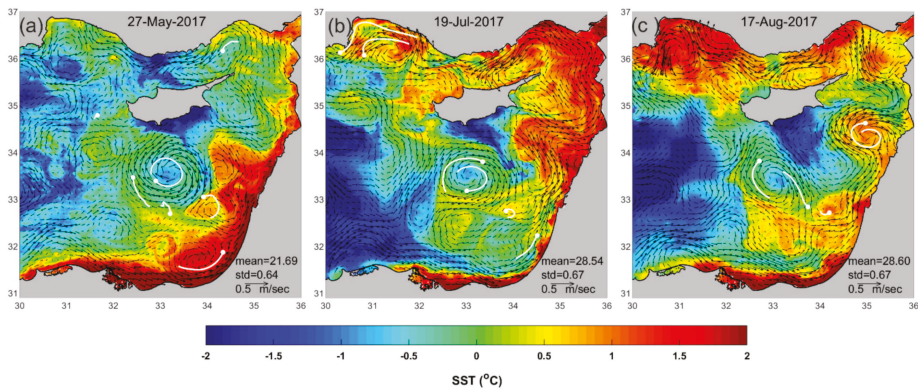 (a) 27-May-2017
(b) 19-Jul-2017
(c) 17-Aug-2017
37
36
35
34
33
32
31
mean=21.69
std=0.64
0.5 m/sec
30 31 32 33 34 35 36
37
36
35
34
33
32
31
mean=28.54
std=0.67
0.5 m/sec
30 31 32 33 34 35 36
37
36
35
34
33
32
31
mean=28.60
std=0.67
0.5 m/sec
30 31 32 33 34 35 36
-2 -1.5 -1 -0.5 0 0.5 1 1.5 2
SST (°C)